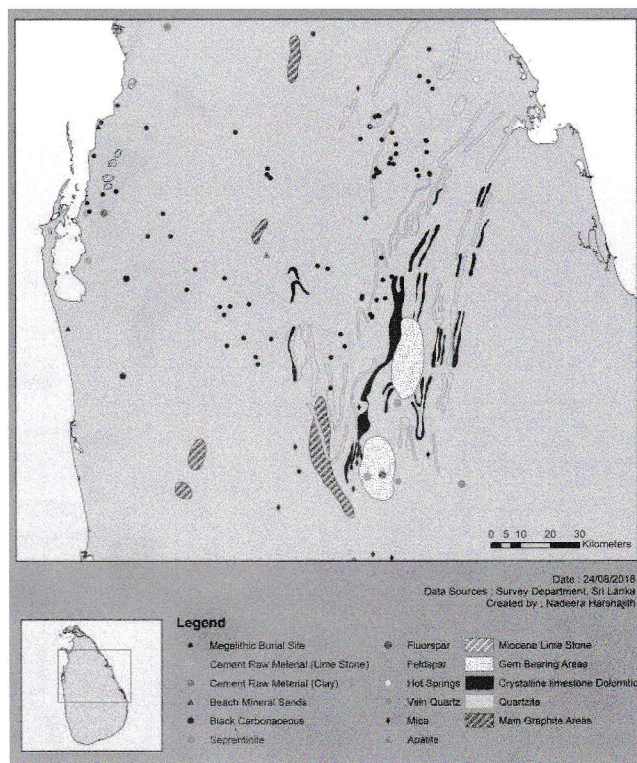 0 5 10 20 30
Kilometers
Date : 24/08/2018
Data Sources : Survey Department, Sri Lanka
Created by ; Nadeera Harshajith
Legend
Megalithic Burial Site
Cement Raw Meterial (Lime Stone)
Cement Raw Meterial (Clay)
Beach Mineral Sands
Black Carbonaceous
Seprentinite
Fluorspar
Feldspar
Hot Springs
Vein Quartz
Mica
Apatite
Miocene Lime Stone
Gem Bearing Areas
Crystalline limestone Dolomitic
Quartzite
Main Graphite Areas